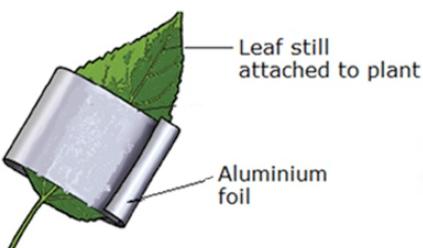 Leaf still
attached to plant
Aluminium
foil